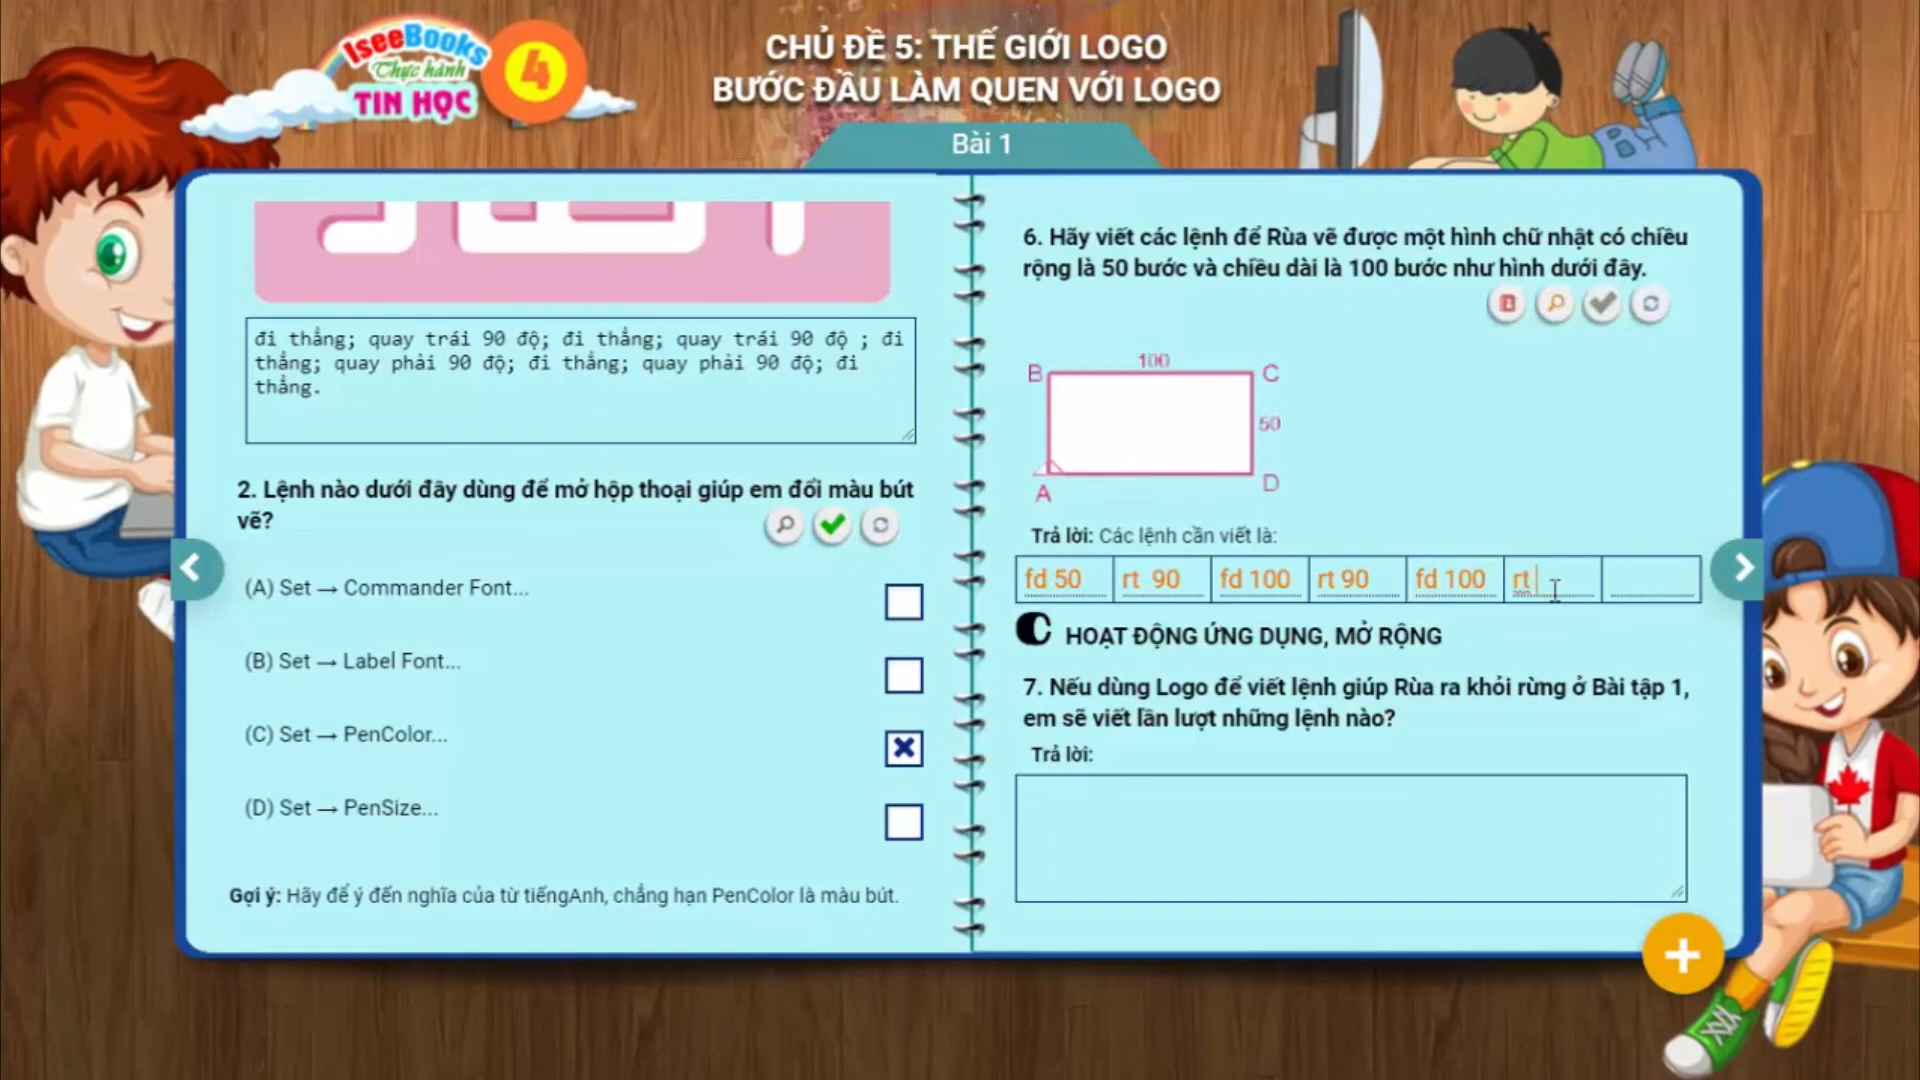 IseeBooks
Thực hành
TIN HỌC
4
CHỦ ĐỀ 5: THẾ GIỚI LOGO
BƯỚC ĐẦU LÀM QUEN VỚI LOGO
Bài 1
đi thẳng; quay trái 90 độ; đi thẳng; quay trái 90 độ ; đi
thẳng; quay phải 90 độ; đi thẳng; quay phải 90 độ; đi
thẳng.
2. Lệnh nào dưới đây dùng để mở hộp thoại giúp em đổi màu bút
vẽ?
(A) Set → Commander Font...
(B) Set → Label Font...
(C) Set → PenColor...
(D) Set → PenSize...
Gợi ý: Hãy để ý đến nghĩa của từ tiếngAnh, chẳng hạn PenColor là màu bút.
6. Hãy viết các lệnh để Rùa vẽ được một hình chữ nhật có chiều
rộng là 50 bước và chiều dài là 100 bước như hình dưới đây.
100
B C
50
A D
Trả lời: Các lệnh cần viết là:
fd 50 rt 90 fd 100 rt 90 fd 100 rt
C HOẠT ĐỘNG ỨNG DỤNG, MỞ RỘNG
7. Nếu dùng Logo để viết lệnh giúp Rùa ra khỏi rừng ở Bài tập 1,
em sẽ viết lần lượt những lệnh nào?
Trả lời: